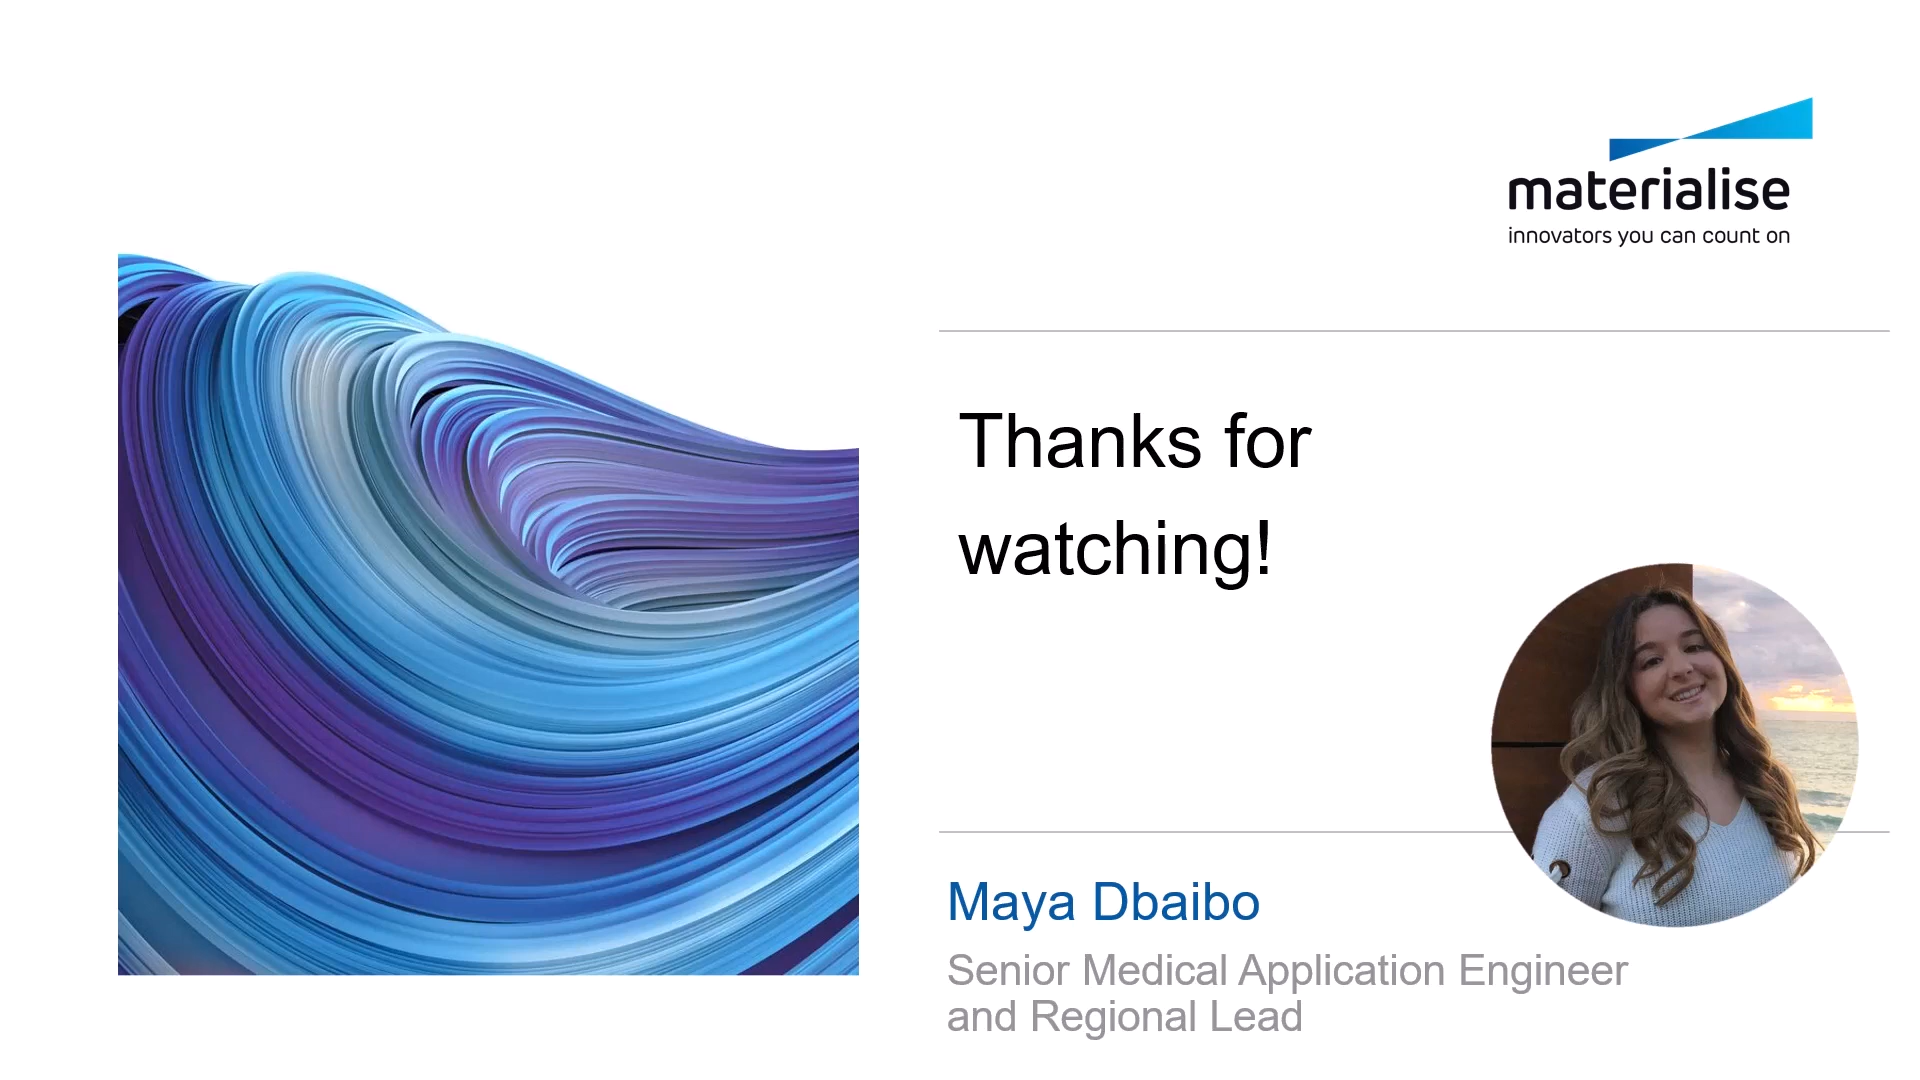 materialise
innovators you can count on
Thanks for
watching!
Maya Dbaibo
Senior Medical Application Engineer
and Regional Lead